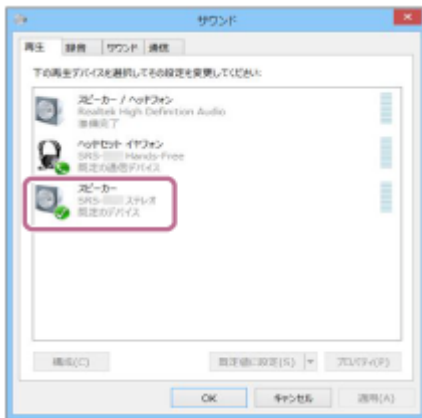 サウンド
再生 録音 サウンド 通信
下の再生デバイスを選択してその設定を変更してください:
スピーカー / ヘッドフォン
Realtek High Definition Audio
準備完了
ヘッドセット イヤフォン
SRS- Hands-Free
既定の通信デバイス
スピーカー
SRS- ステレオ
既定のデバイス
構成(C) 既定値に設定(S) プロパティ(P)
OK キャンセル 適用(A)